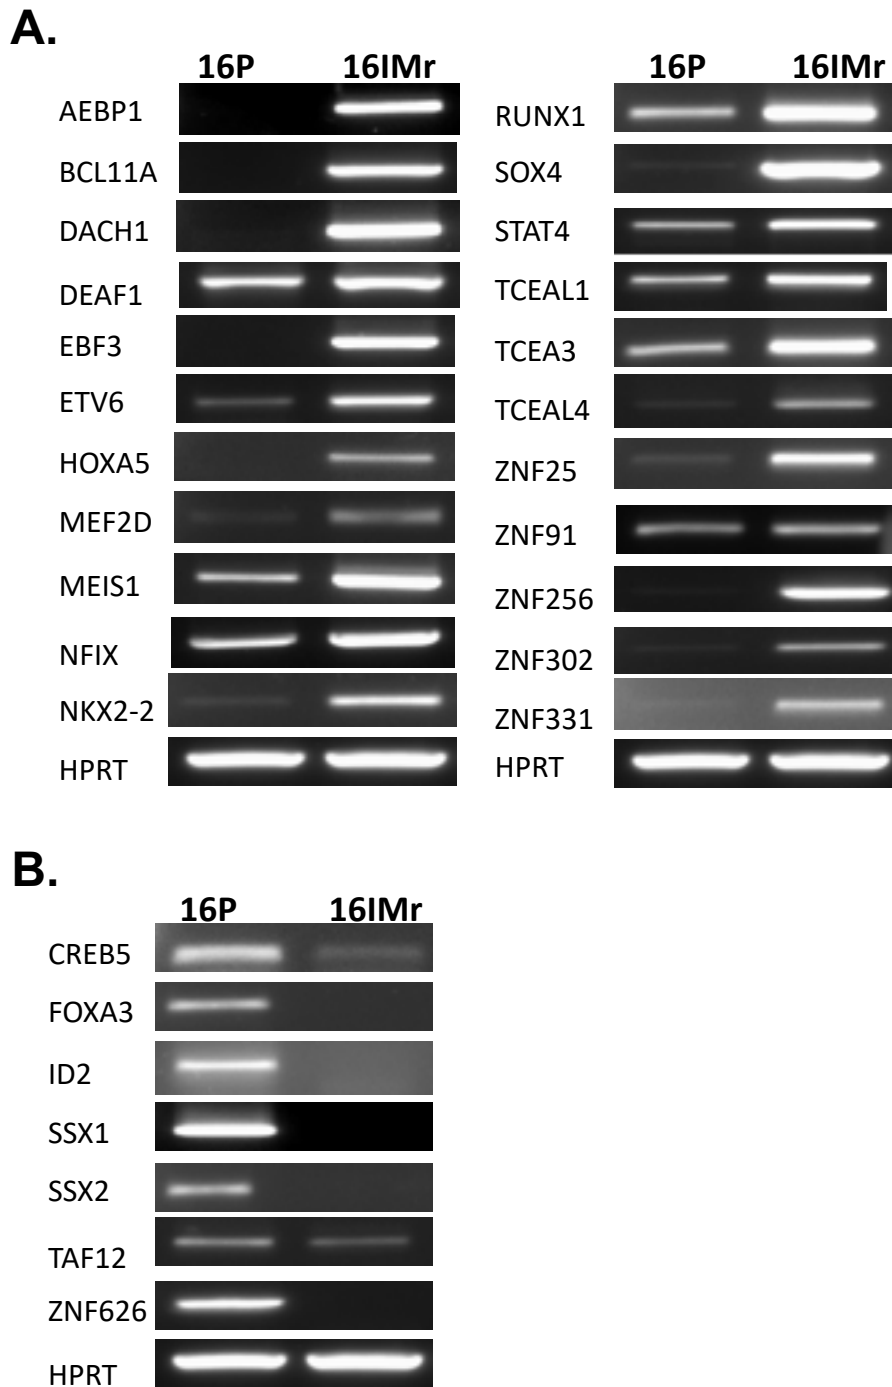 A.
16P 16IMr
AEBP1
BCL11A
DACH1
DEAF1
EBF3
ETV6
HOXA5
MEF2D
MEIS1
NFIX
NKX2-2
HPRT
16P 16IMr
RUNX1
SOX4
STAT4
TCEAL1
TCEA3
TCEAL4
ZNF25
ZNF91
ZNF256
ZNF302
ZNF331
HPRT
B.
16P 16IMr
CREB5
FOXA3
ID2
SSX1
SSX2
TAF12
ZNF626
HPRT